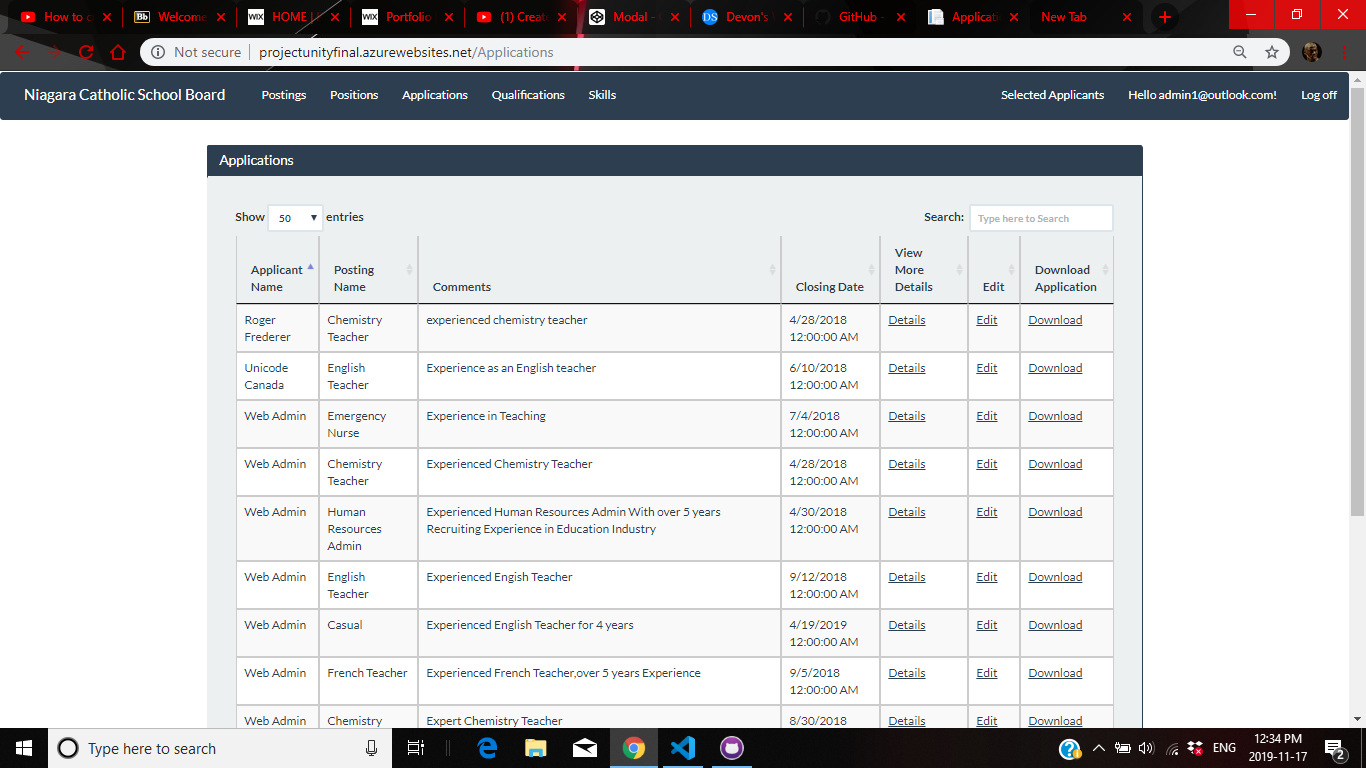 How to c
Welcome
HOME |
Portfolio
(1) Creat
Modal -
Devon's
GitHub -
Applicati
New Tab
Not secure projectunityfinal.azurewebsites.net/Applications
Niagara Catholic School Board Postings Positions Applications Qualifications Skills Selected Applicants Hello admin1@outlook.com! Log off
Applications
Show 50 entries Search: Type here to Search
Applicant Name Posting Name Comments Closing Date View More Details Edit Download Application
Roger Frederer Chemistry Teacher experienced chemistry teacher 4/28/2018 12:00:00 AM Details Edit Download
Unicode Canada English Teacher Experience as an English teacher 6/10/2018 12:00:00 AM Details Edit Download
Web Admin Emergency Nurse Experience in Teaching 7/4/2018 12:00:00 AM Details Edit Download
Web Admin Chemistry Teacher Experienced Chemistry Teacher 4/28/2018 12:00:00 AM Details Edit Download
Web Admin Human Resources Admin Experienced Human Resources Admin With over 5 years Recruiting Experience in Education Industry 4/30/2018 12:00:00 AM Details Edit Download
Web Admin English Teacher Experienced Engish Teacher 9/12/2018 12:00:00 AM Details Edit Download
Web Admin Casual Experienced English Teacher for 4 years 4/19/2019 12:00:00 AM Details Edit Download
Web Admin French Teacher Experienced French Teacher,over 5 years Experience 9/5/2018 12:00:00 AM Details Edit Download
Web Admin Chemistry Expert Chemistry Teacher 8/30/2018 Details Edit Download
Type here to search
ENG
12:34 PM
2019-11-17
2